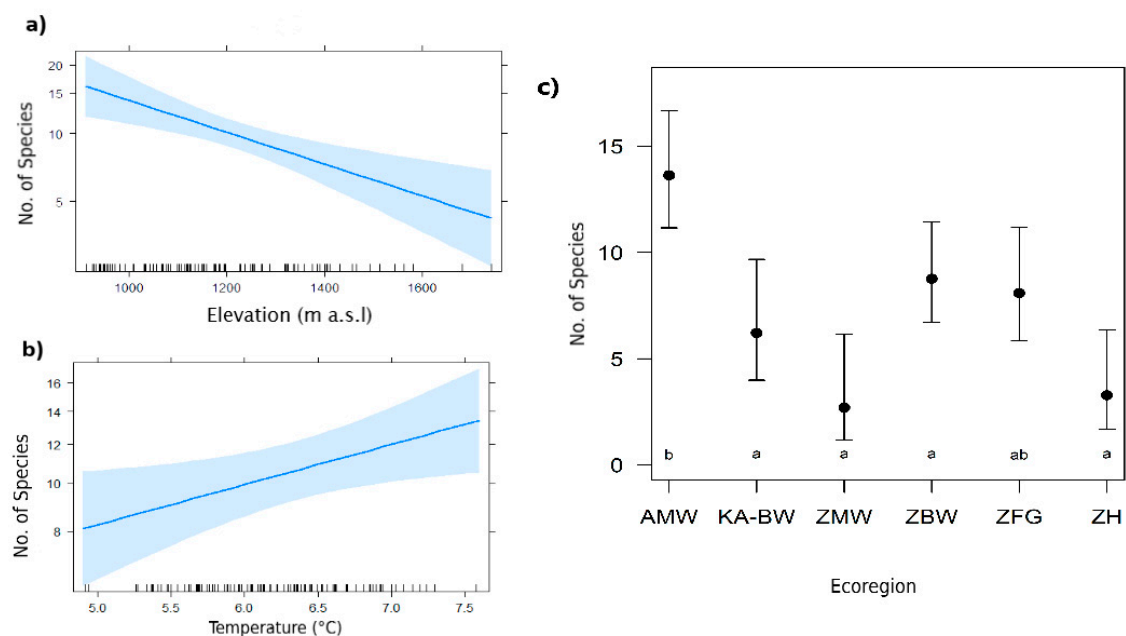 a)
20
15
10
5
No. of Species
1000 1200 1400 1600
Elevation (m a.s.l)
b)
16
14
12
10
8
No. of Species
5.0 5.5 6.0 6.5 7.0 7.5
Temperature (°C)
c)
15
10
5
0
No. of Species
b a a a ab a
AMW KA-BW ZMW ZBW ZFG ZH
Ecoregion